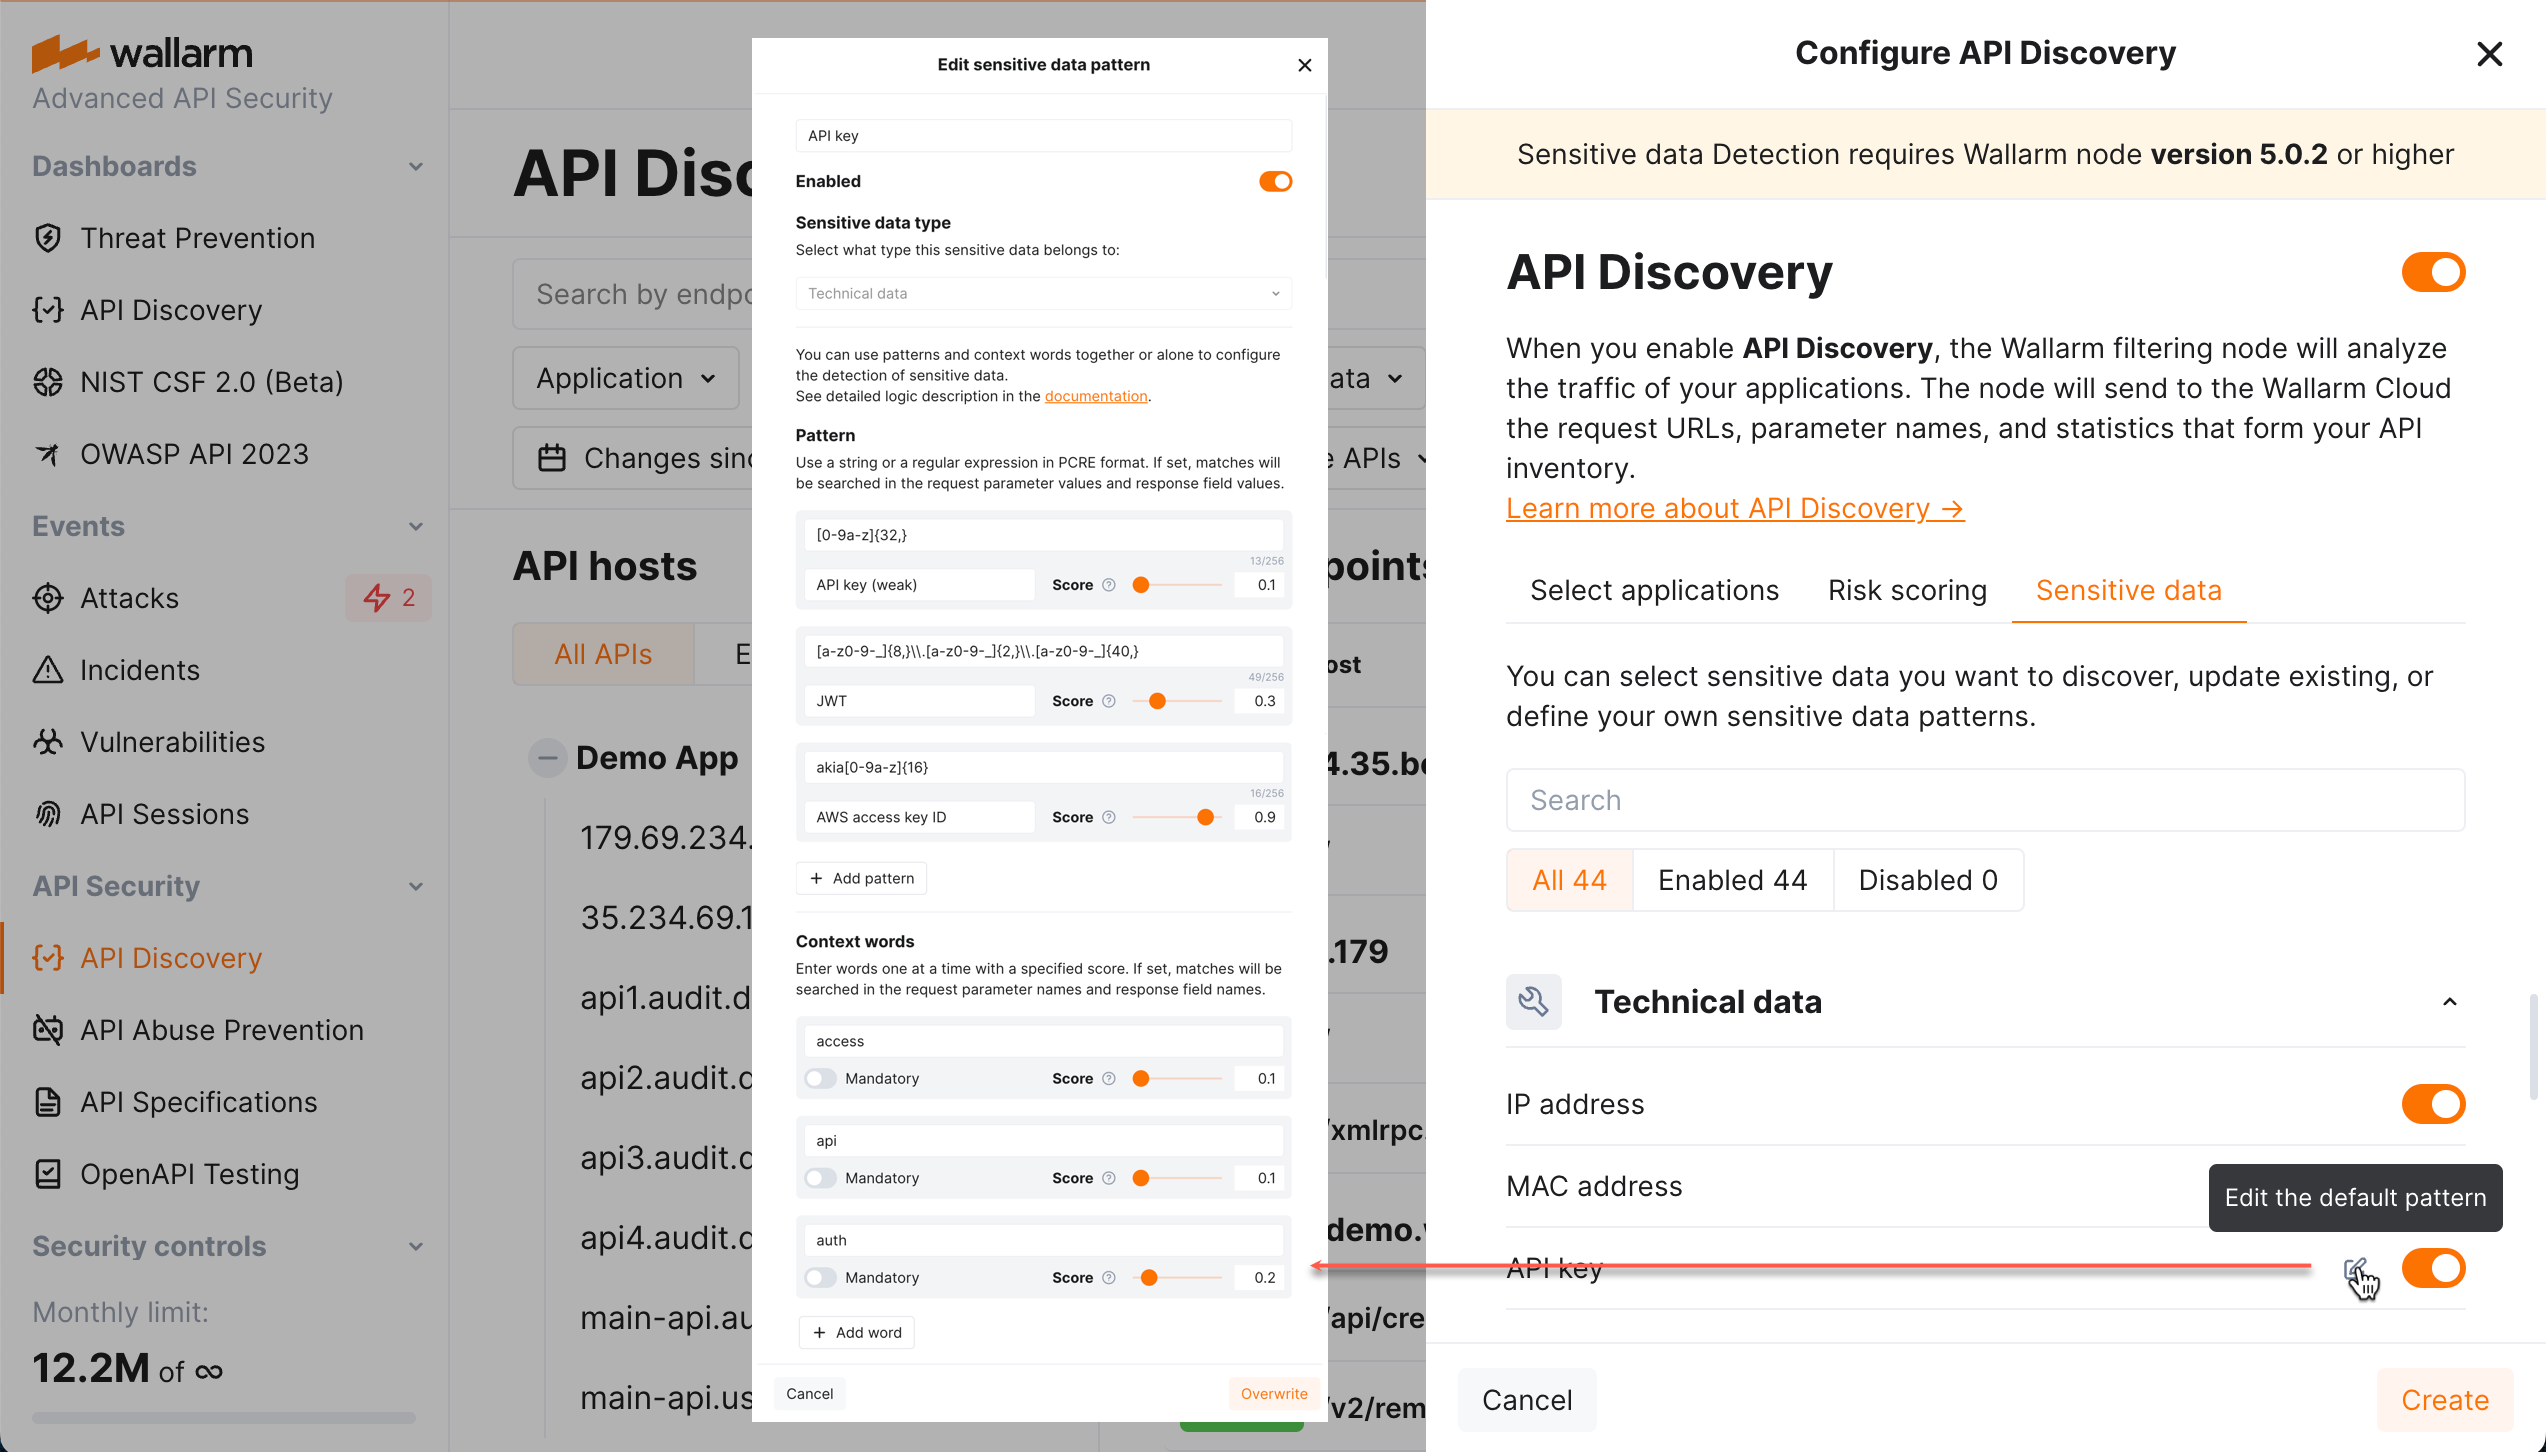 wallarm
Advanced API Security
Dashboards
Threat Prevention
API Discovery
NIST CSF 2.0 (Beta)
OWASP API 2023
Events
Attacks
2
Incidents
Vulnerabilities
API Sessions
API Security
API Discovery
API Abuse Prevention
API Specifications
OpenAPI Testing
Security controls
Monthly limit:
12.2M of ∞
API Disc
Search by endpo
Application
ata
Changes sinc
e APIs
API hosts
points
All APIs
E
ost
Demo App
4.35.be
179.69.234.
35.234.69.1
.179
api1.audit.d
api2.audit.d
/xmlrpc.
api3.audit.d
api4.audit.d
demo.
main-api.au
/api/cre
main-api.us
/v2/rem
Edit sensitive data pattern
API key
Enabled
Sensitive data type
Select what type this sensitive data belongs to:
Technical data
You can use patterns and context words together or alone to configure
the detection of sensitive data.
See detailed logic description in the documentation.
Pattern
Use a string or a regular expression in PCRE format. If set, matches will
be searched in the request parameter values and response field values.
[0-9a-z]{32,}
13/256
API key (weak) Score 0.1
[a-z0-9-_]{8,}\\.[a-z0-9-_]{2,}\\.[a-z0-9-_]{40,}
49/256
JWT Score 0.3
akia[0-9a-z]{16}
16/256
AWS access key ID Score 0.9
+ Add pattern
Context words
Enter words one at a time with a specified score. If set, matches will be
searched in the request parameter names and response field names.
access
Mandatory Score 0.1
api
Mandatory Score 0.1
auth
Mandatory Score 0.2
+ Add word
Cancel Overwrite
Configure API Discovery
Sensitive data Detection requires Wallarm node version 5.0.2 or higher
API Discovery
When you enable API Discovery, the Wallarm filtering node will analyze
the traffic of your applications. The node will send to the Wallarm Cloud
the request URLs, parameter names, and statistics that form your API
inventory.
Learn more about API Discovery →
Select applications Risk scoring Sensitive data
You can select sensitive data you want to discover, update existing, or
define your own sensitive data patterns.
Search
All 44 Enabled 44 Disabled 0
Technical data
IP address
MAC address
Edit the default pattern
API key
Cancel Create